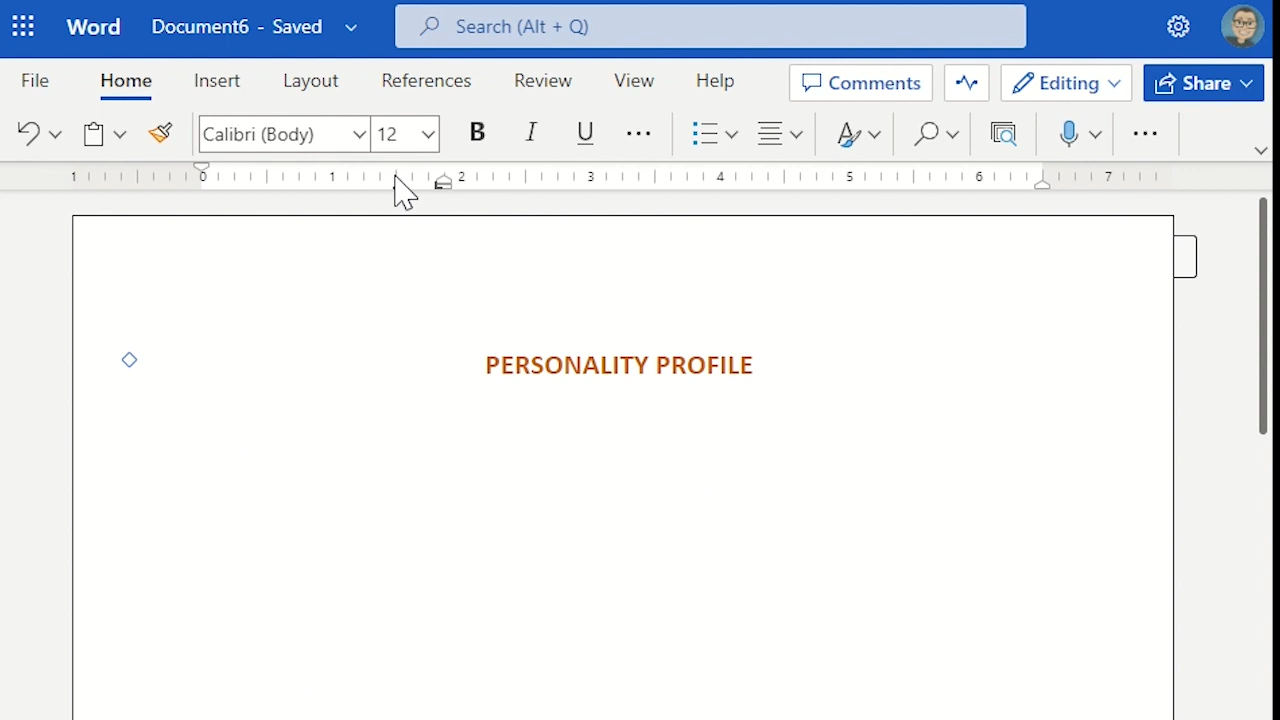 Word Document6 - Saved Search (Alt + Q)
File Home Insert Layout References Review View Help Comments Editing Share
Calibri (Body) 12 B I U
1 0 1 2 3 4 5 6 7
PERSONALITY PROFILE